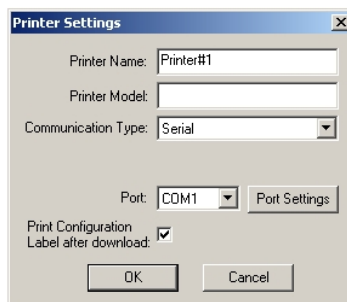 Printer Settings
Printer Name: Printer#1
Printer Model:
Communication Type: Serial
Port: COM1 Port Settings
Print Configuration
Label after download:
OK Cancel